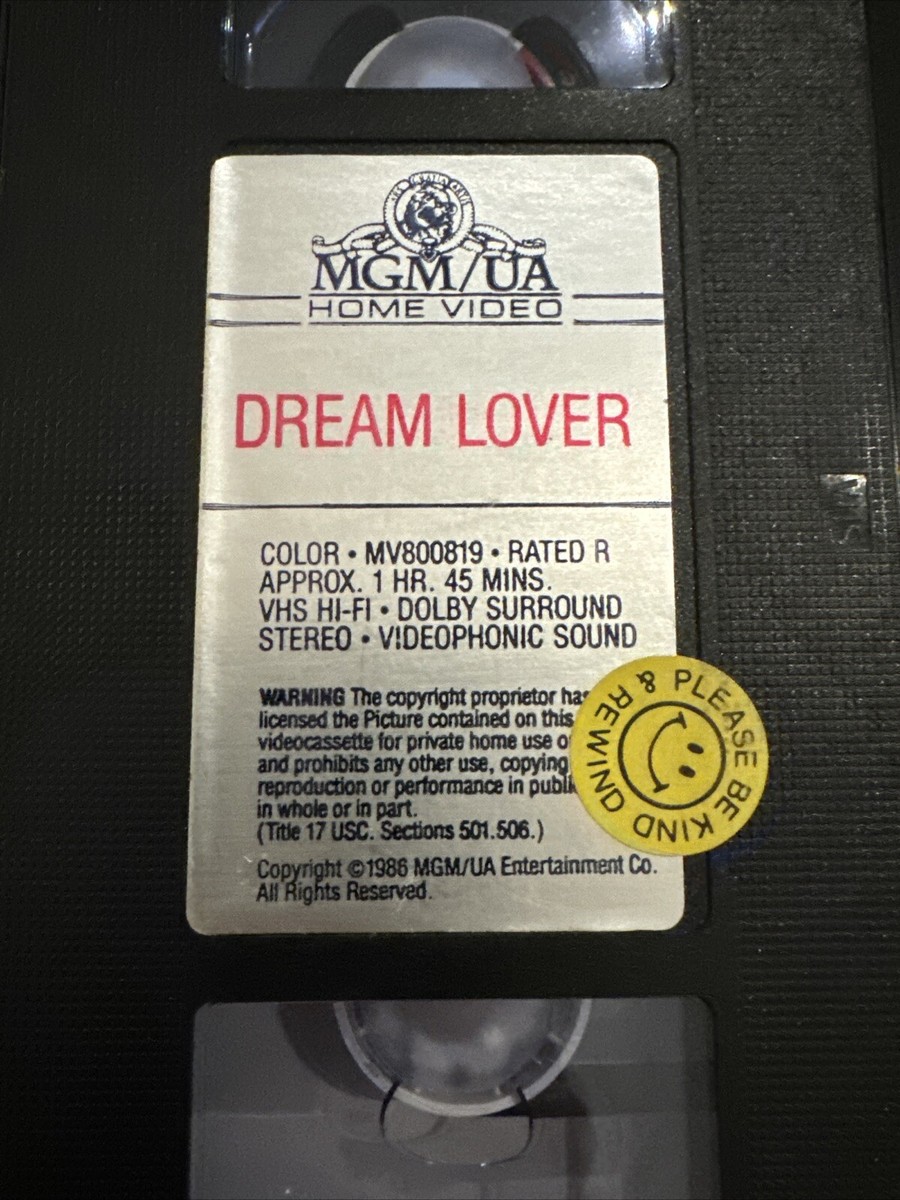 ARS GRATIA ARTIS
MGM/UA
HOME VIDEO
DREAM LOVER
COLOR • MV800819 • RATED R
APPROX. 1 HR. 45 MINS.
VHS HI-FI • DOLBY SURROUND
STEREO • VIDEOPHONIC SOUND
WARNING The copyright proprietor has
licensed the Picture contained on this
videocassette for private home use
and prohibits any other use, copying
reproduction or performance in
in whole or in part.
(Title 17 USC. Sections 501.506.)
Copyright ©1986 MGM/UA Entertainment Co.
All Rights Reserved.
PLEASE BE KIND & REWIND